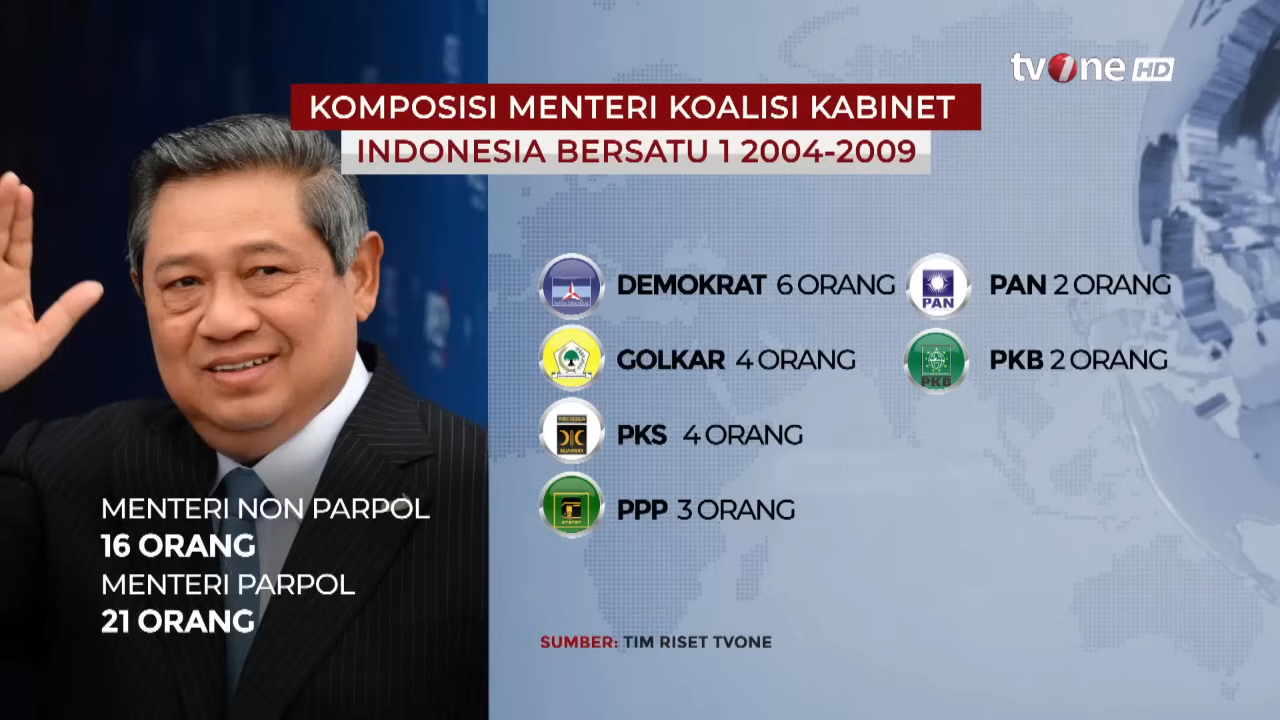 tvOne HD
KOMPOSISI MENTERI KOALISI KABINET
INDONESIA BERSATU 1 2004-2009
DEMOKRAT 6 ORANG
GOLKAR 4 ORANG
PKS 4 ORANG
PPP 3 ORANG
PAN
PAN 2 ORANG
PKB
PKB 2 ORANG
MENTERI NON PARPOL
16 ORANG
MENTERI PARPOL
21 ORANG
SUMBER: TIM RISET TVONE